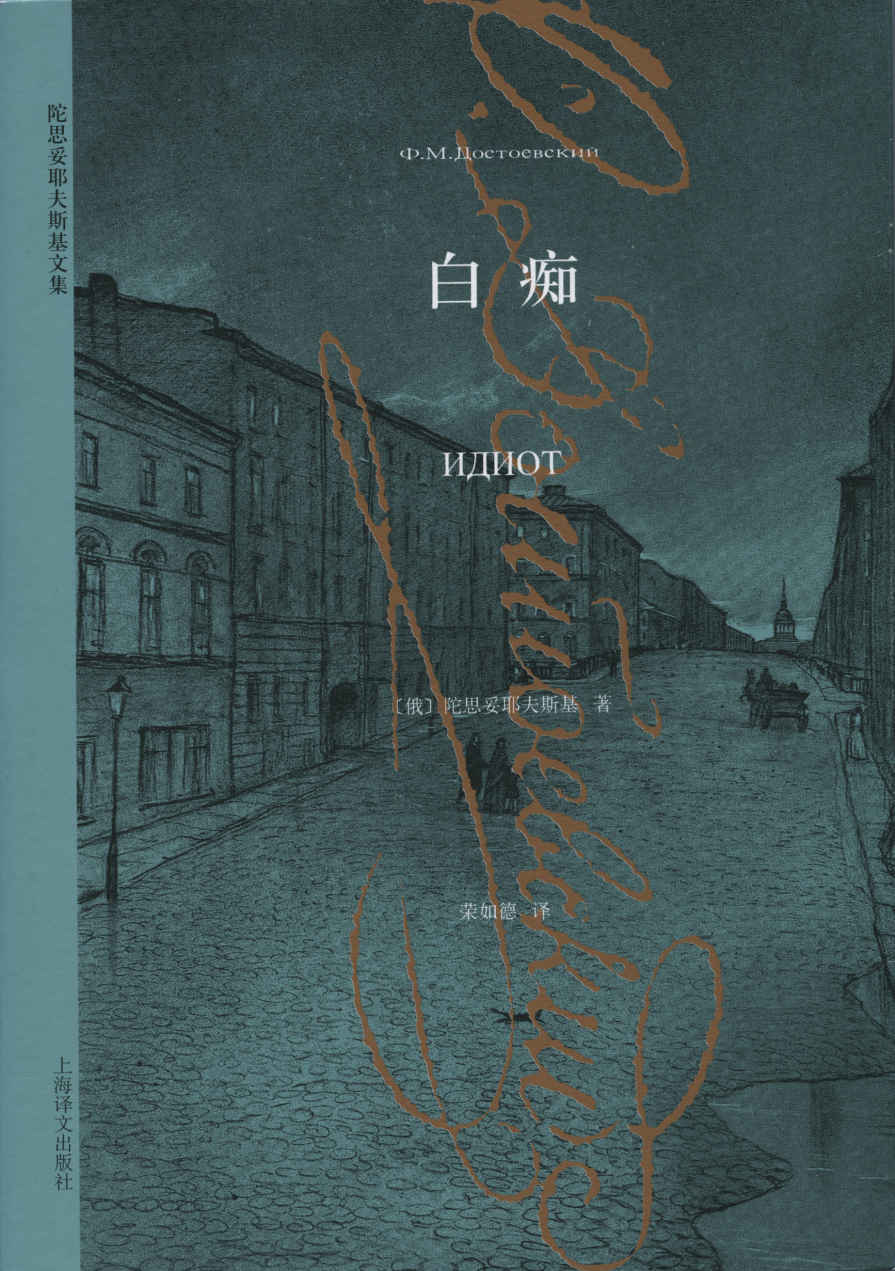 陀思妥耶夫斯基文集
Ф.М.Достоевский
白痴
ИДИОТ
〔俄〕陀思妥耶夫斯基 著
荣如德 译
上海译文出版社